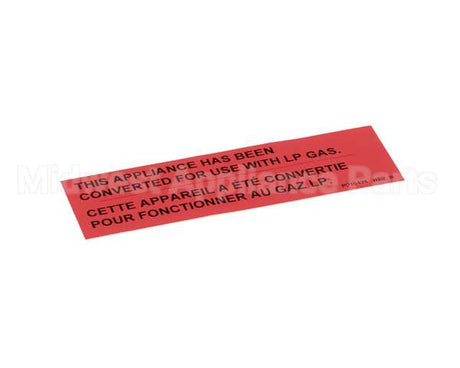 THIS APPLIANCE HAS BEEN
CONVERTED FOR USE WITH LP GAS.
CETTE APPAREIL A ÉTÉ CONVERTIE
POUR FONCTIONNER AU GAZ LP.